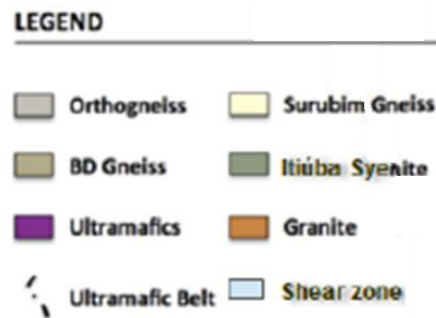 LEGEND
Orthogneiss
Surubim Gneiss
BD Gneiss
Itiúba Syenite
Ultramafics
Granite
Ultramafic Belt
Shear zone